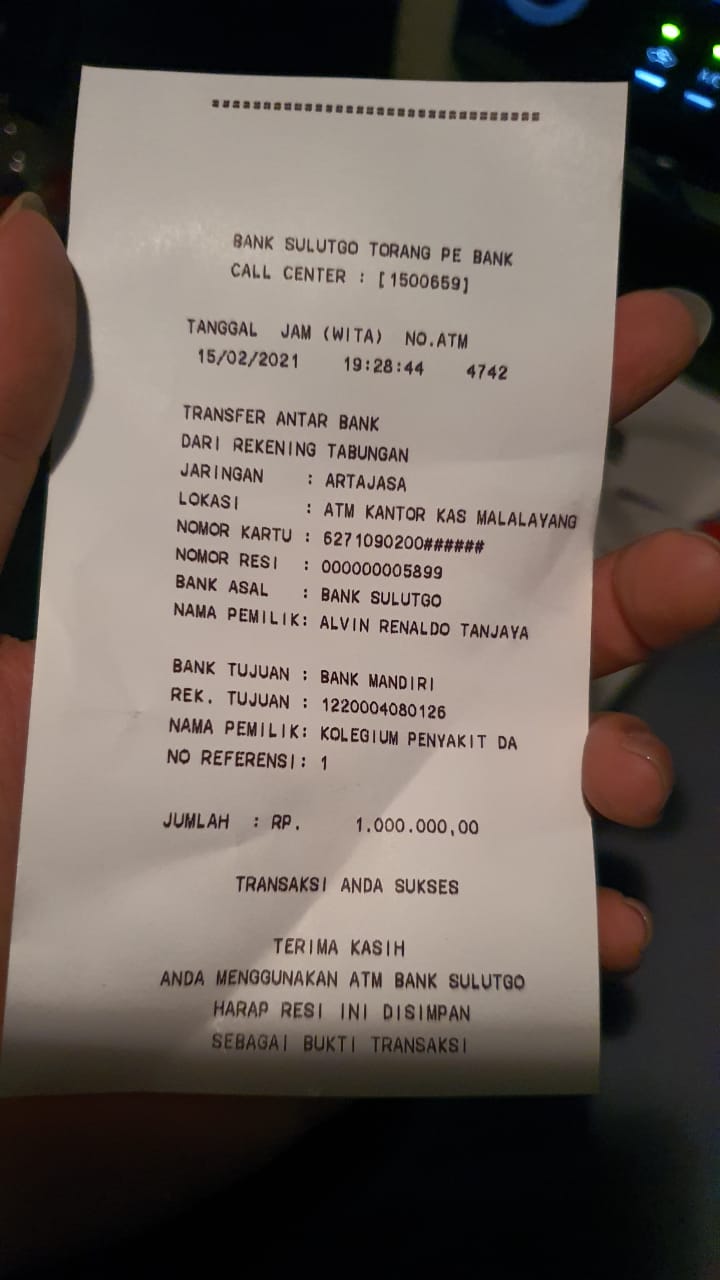 ================================
BANK SULUTGO TORANG PE BANK
CALL CENTER : [1500659]
TANGGAL JAM (WITA) NO.ATM
15/02/2021 19:28:44 4742
TRANSFER ANTAR BANK
DARI REKENING TABUNGAN
JARINGAN : ARTAJASA
LOKASI : ATM KANTOR KAS MALALAYANG
NOMOR KARTU : 6271090200######
NOMOR RESI : 000000005899
BANK ASAL : BANK SULUTGO
NAMA PEMILIK: ALVIN RENALDO TANJAYA
BANK TUJUAN : BANK MANDIRI
REK. TUJUAN : 1220004080126
NAMA PEMILIK: KOLEGIUM PENYAKIT DA
NO REFERENSI: 1
JUMLAH : RP. 1.000.000,00
TRANSAKSI ANDA SUKSES
TERIMA KASIH
ANDA MENGGUNAKAN ATM BANK SULUTGO
HARAP RESI INI DISIMPAN
SEBAGAI BUKTI TRANSAKSI